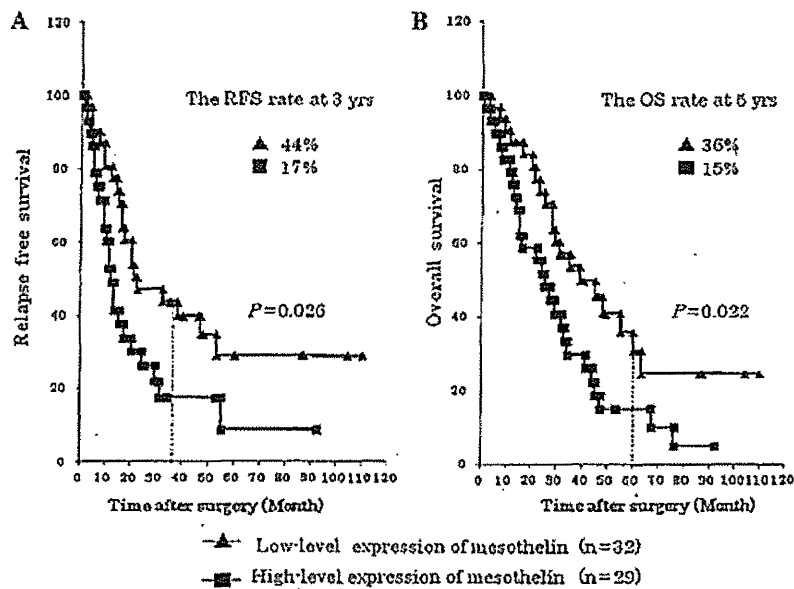 A
120
100
80
60
40
20
0
Relapse free survival
The RFS rate at 3 yrs
44%
17%
P=0.026
0 10 20 30 40 50 60 70 80 90 100 110 120
Time after surgery (Month)
B
120
100
80
60
40
20
0
Overall survival
The OS rate at 5 yrs
36%
15%
P=0.022
0 10 20 30 40 50 60 70 80 90 100 110 120
Time after surgery (Month)
Low-level expression of mesothelin (n=32)
High-level expression of mesothelin (n=29)